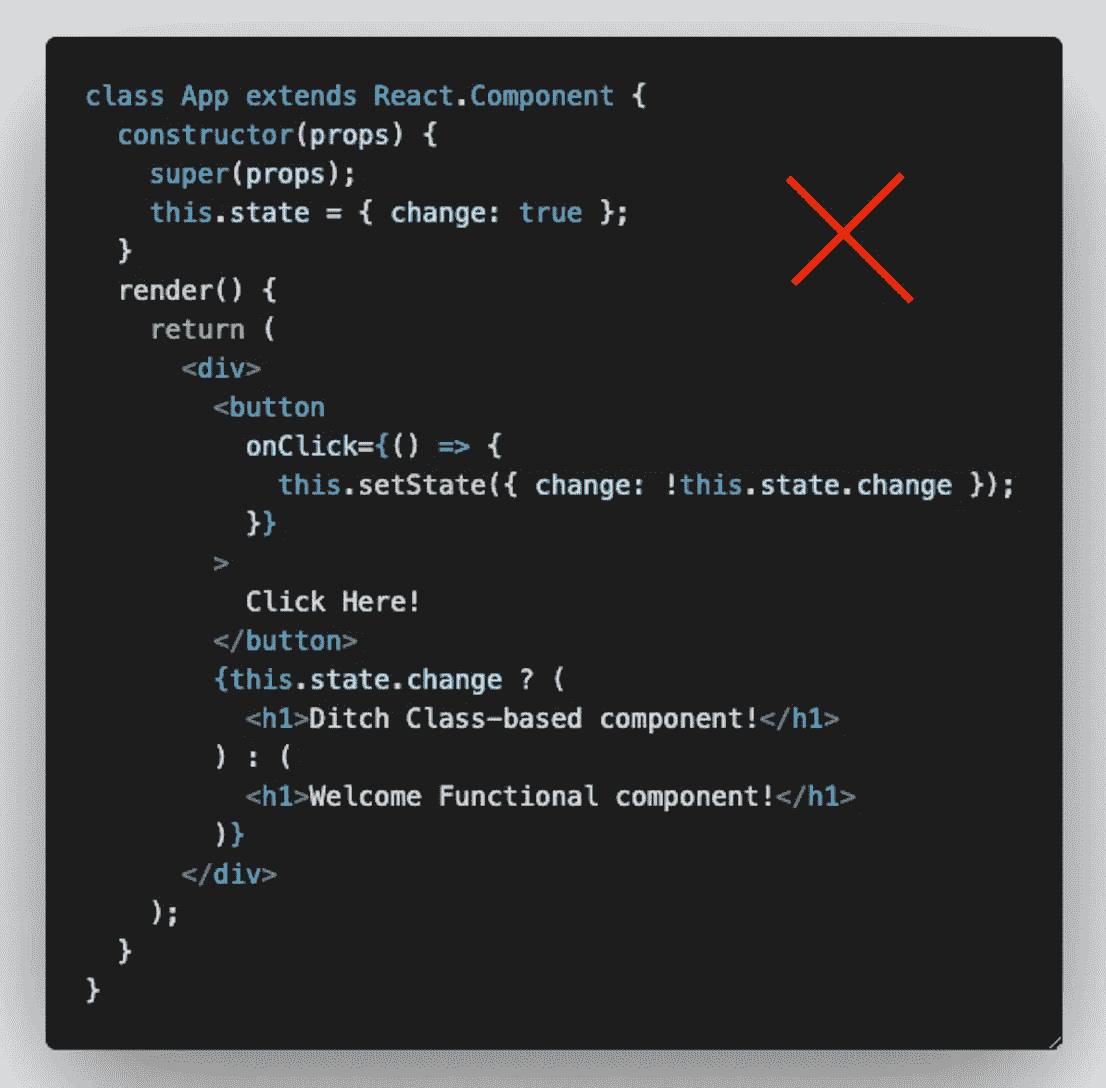 class App extends React.Component {
  constructor(props) {
    super(props);
    this.state = { change: true };
  }
  render() {
    return (
      <div>
        <button
          onClick={() => {
            this.setState({ change: !this.state.change });
          }}
        >
          Click Here!
        </button>
        {this.state.change ? (
          <h1>Ditch Class-based component!</h1>
        ) : (
          <h1>Welcome Functional component!</h1>
        )}
      </div>
    );
  }
}